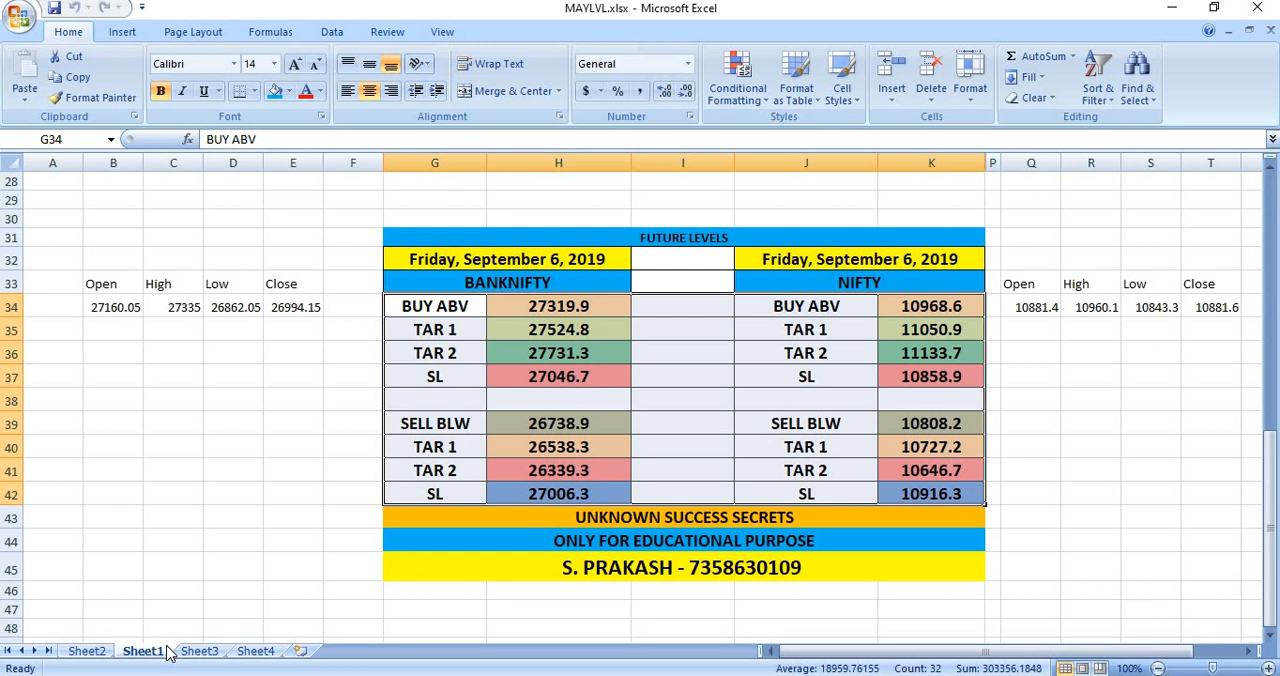 MAYLVL.xlsx - Microsoft Excel
Home Insert Page Layout Formulas Data Review View
Paste Cut Copy Format Painter
Calibri 14 A A Wrap Text General Conditional Formatting Format as Table Cell Styles Insert Delete Format Σ AutoSum Fill Clear Sort & Filter Find & Select
B I U A Merge & Center $ % , .0 .00 .00 .0
Clipboard Font Alignment Number Styles Cells Editing
G34 fx BUY ABV
A B C D E F G H I J K P Q R S T
28
29
30
31 FUTURE LEVELS
32 Friday, September 6, 2019 Friday, September 6, 2019
33 Open High Low Close BANKNIFTY NIFTY Open High Low Close
34 27160.05 27335 26862.05 26994.15 BUY ABV 27319.9 BUY ABV 10968.6 10881.4 10960.1 10843.3 10881.6
35 TAR 1 27524.8 TAR 1 11050.9
36 TAR 2 27731.3 TAR 2 11133.7
37 SL 27046.7 SL 10858.9
38
39 SELL BLW 26738.9 SELL BLW 10808.2
40 TAR 1 26538.3 TAR 1 10727.2
41 TAR 2 26339.3 TAR 2 10646.7
42 SL 27006.3 SL 10916.3
43 UNKNOWN SUCCESS SECRETS
44 ONLY FOR EDUCATIONAL PURPOSE
45 S. PRAKASH - 7358630109
46
47
48
Sheet2 Sheet1 Sheet3 Sheet4
Ready Average: 18959.76155 Count: 32 Sum: 303356.1848 100%